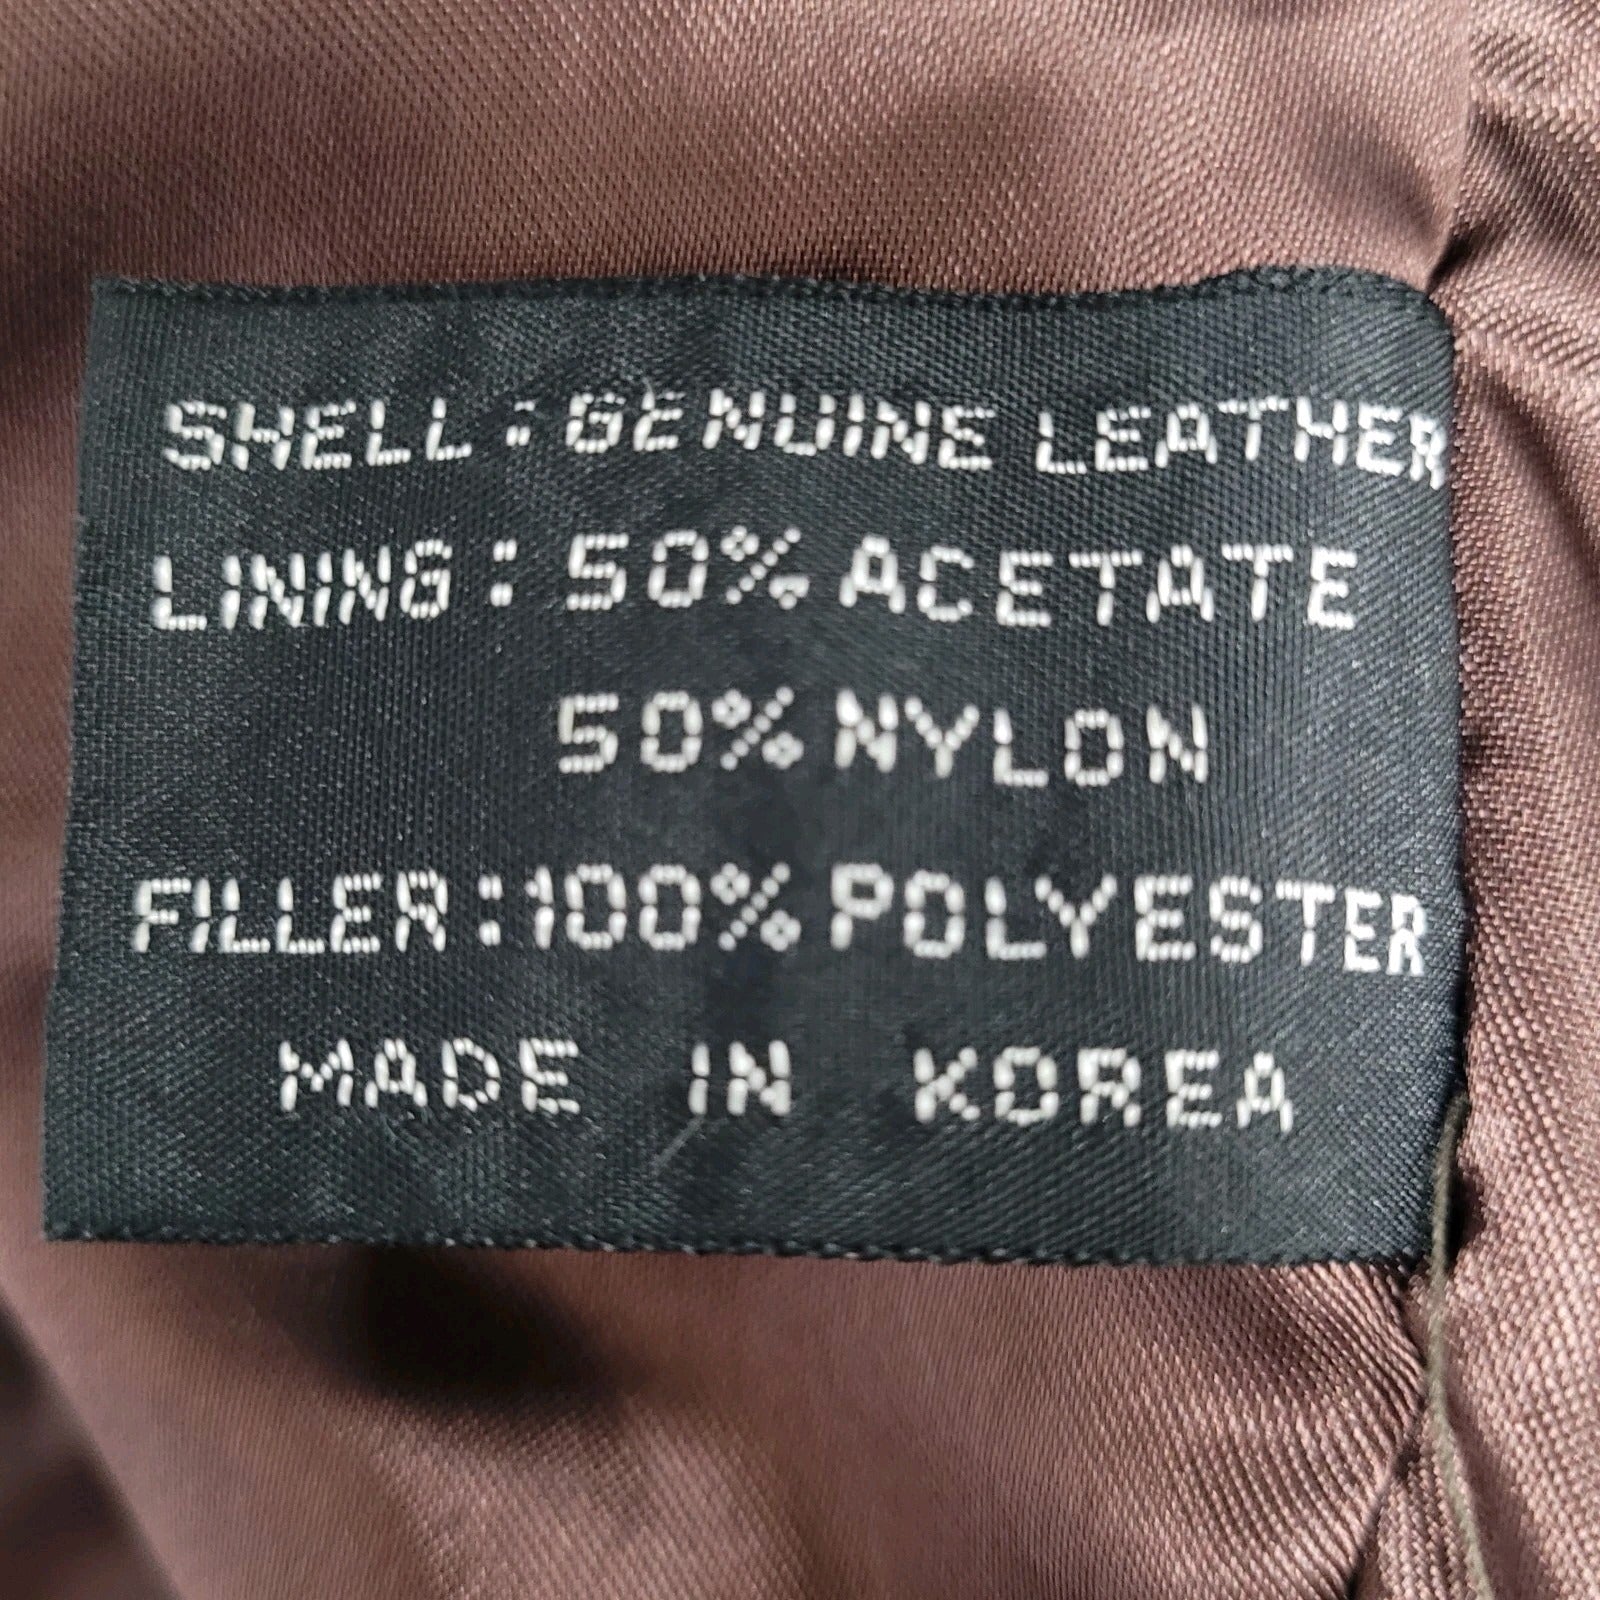 SHELL : GENUINE LEATHER
LINING : 50% ACETATE
50% NYLON
FILLER : 100% POLYESTER
MADE IN KOREA